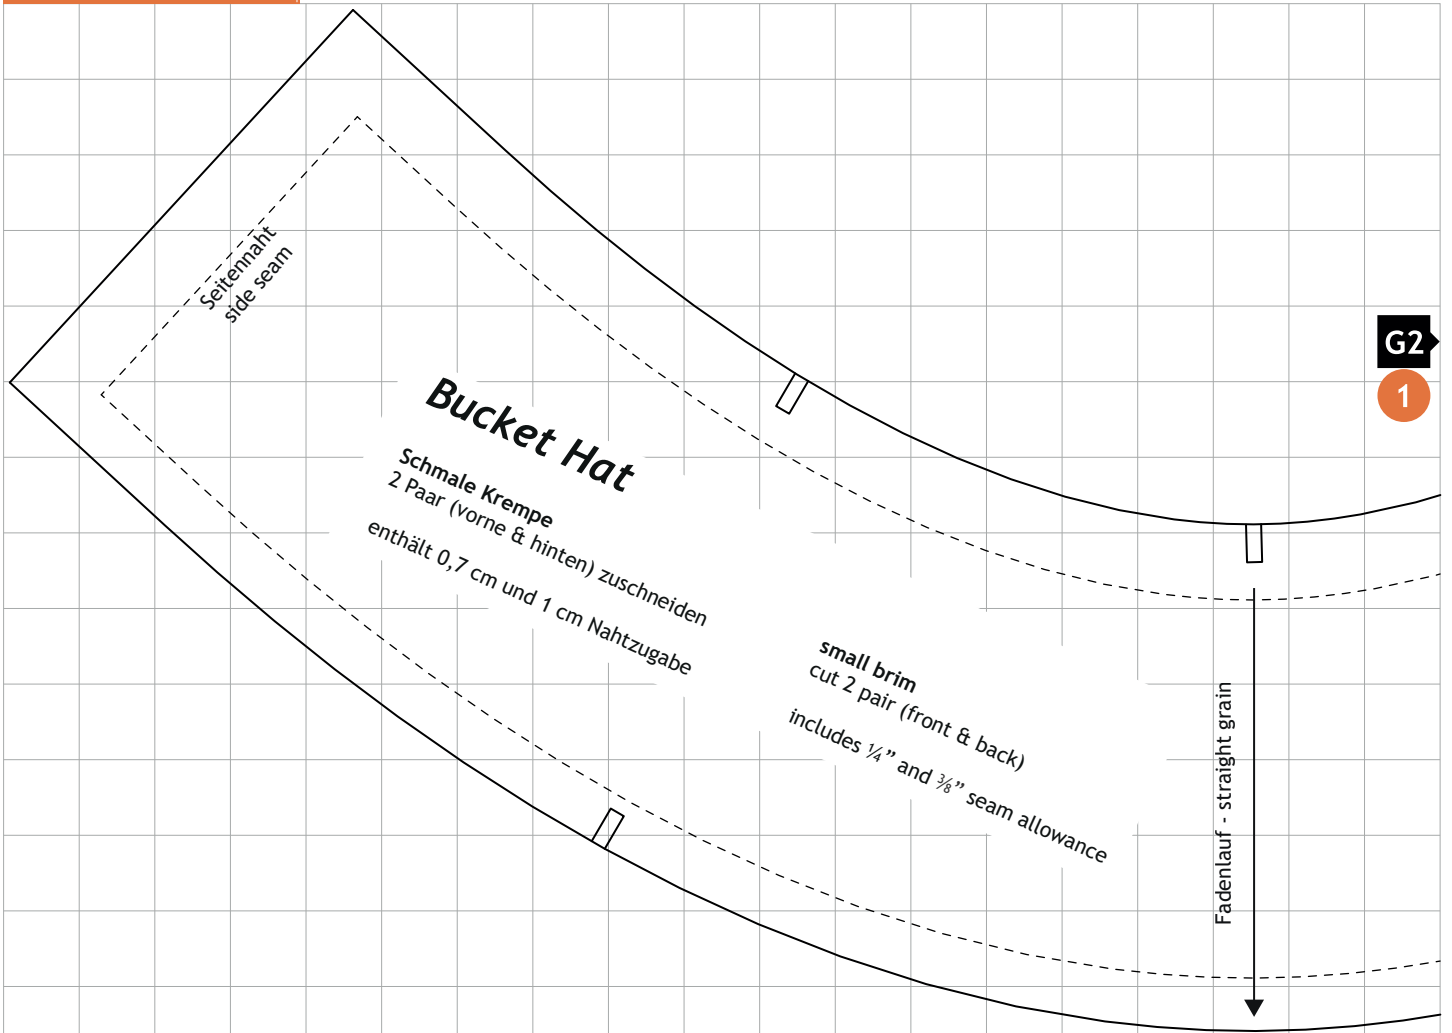 Seitennaht
side seam
Bucket Hat
Schmale Krempe
2 Paar (vorne & hinten) zuschneiden
enthält 0,7 cm und 1 cm Nahtzugabe
small brim
cut 2 pair (front & back)
includes ¼” and ⅜” seam allowance
Fadenlauf - straight grain
G2
1